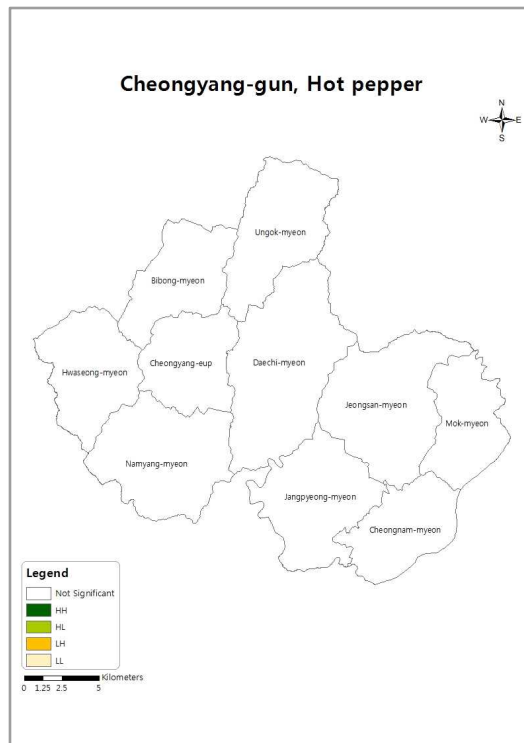 Cheongyang-gun, Hot pepper
N
W E
S
Ungok-myeon
Bibong-myeon
Hwaseong-myeon
Cheongyang-eup
Daechi-myeon
Jeongsan-myeon
Mok-myeon
Namyang-myeon
Jangpyeong-myeon
Cheongnam-myeon
Legend
Not Significant
HH
HL
LH
LL
Kilometers
0 1.25 2.5 5